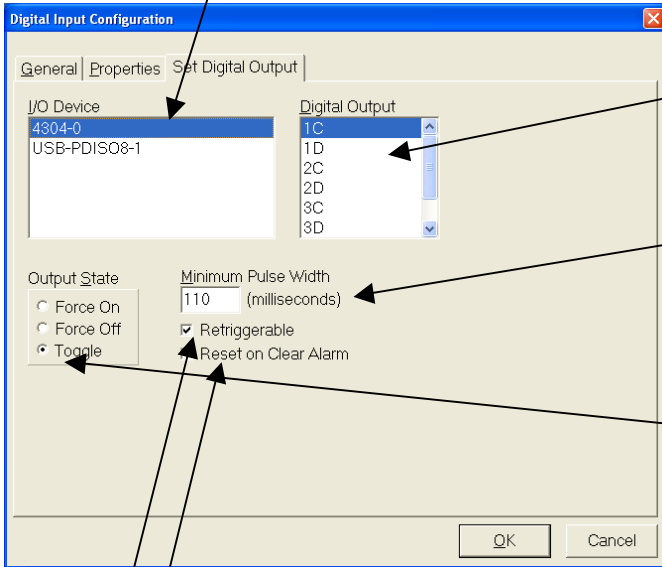 Digital Input Configuration
General Properties Set Digital Output
I/O Device
4304-0
USB-PDISO8-1
Digital Output
1C
1D
2C
2D
3C
3D
Output State
Force On
Force Off
Toggle
Minimum Pulse Width
110 (milliseconds)
Retriggerable
Reset on Clear Alarm
OK Cancel